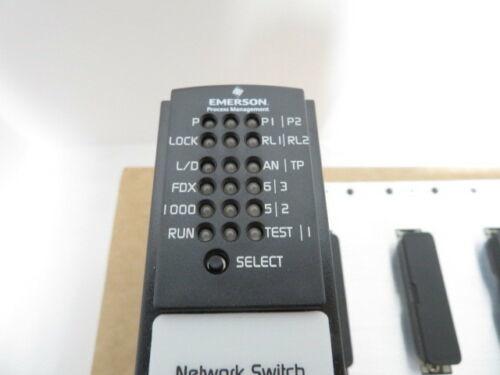 EMERSON
Process Management
P P1 | P2
LOCK RL1 | RL2
L/D AN | TP
FDX 6 | 3
1000 5 | 2
RUN TEST | 1
SELECT
Network Switch